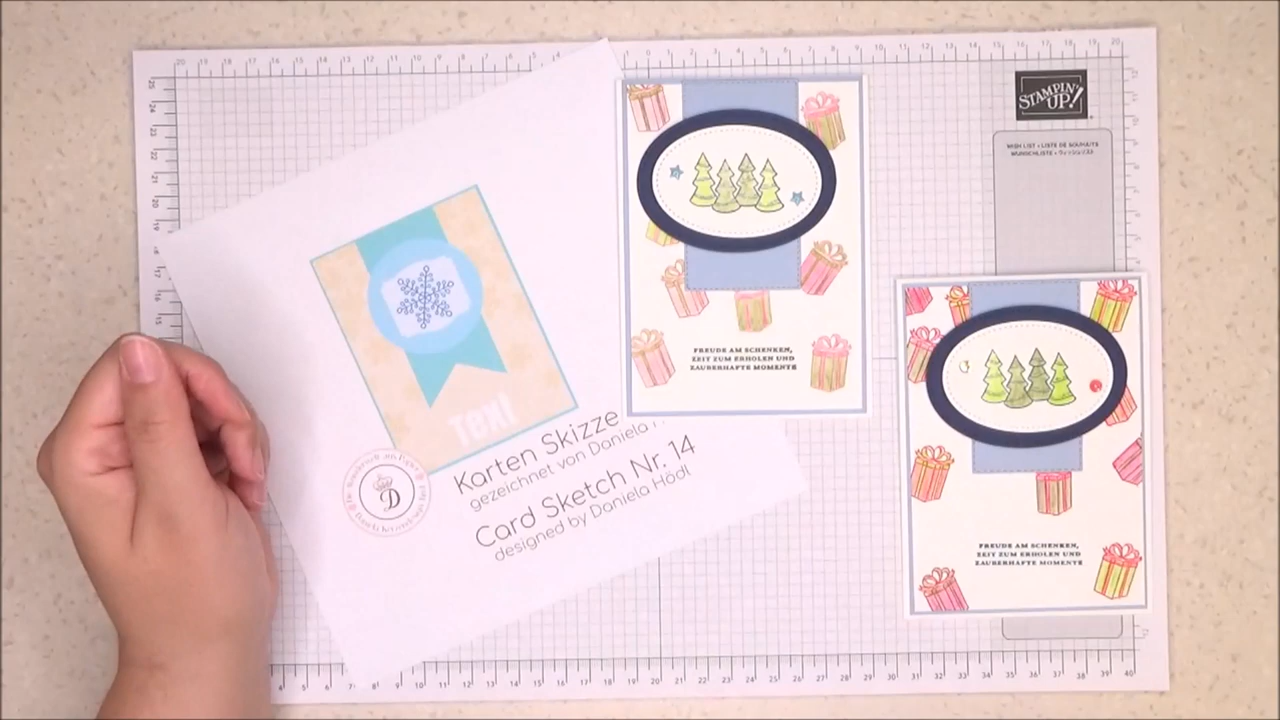 Text
Karten Skizze
gezeichnet von Daniela
Card Sketch Nr. 14
designed by Daniela Hödl
D
FREUDE AM SCHENKEN,
ZEIT ZUM ERHOLEN UND
ZAUBERHAFTE MOMENTE
STAMPIN' UP!
WISH LIST • LISTE DE SOUHAITS
FREUDE AM SCHENKEN,
ZEIT ZUM ERHOLEN UND
ZAUBERHAFTE MOMENTE